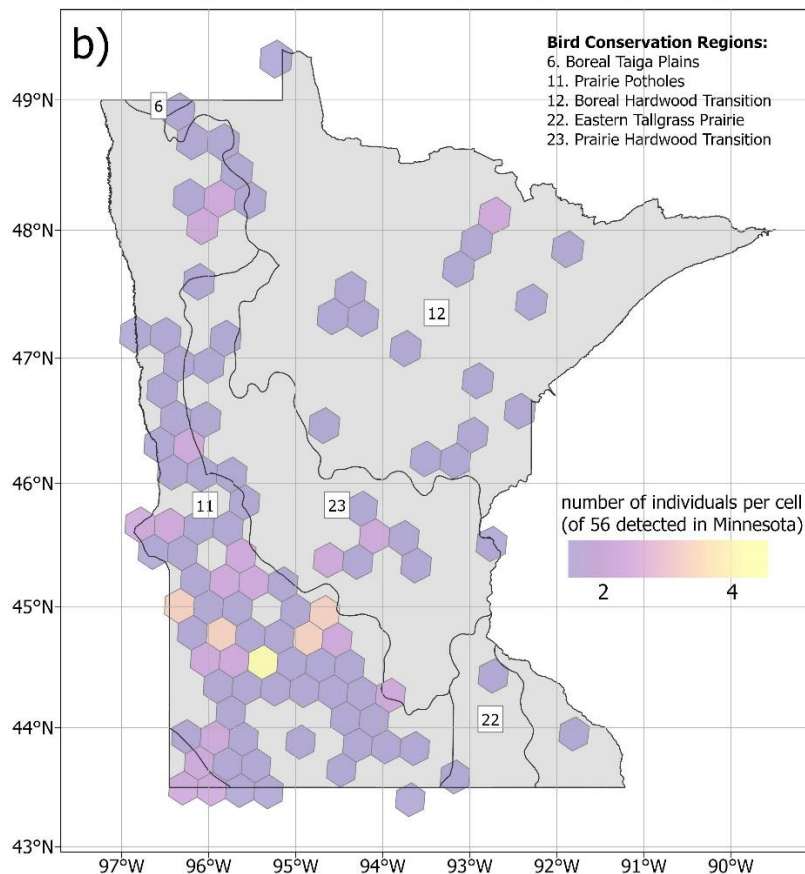 b)
Bird Conservation Regions:
6. Boreal Taiga Plains
11. Prairie Potholes
12. Boreal Hardwood Transition
22. Eastern Tallgrass Prairie
23. Prairie Hardwood Transition
49°N
6
48°N
12
47°N
46°N
11
23
number of individuals per cell
(of 56 detected in Minnesota)
2 4
45°N
44°N
22
43°N
97°W 96°W 95°W 94°W 93°W 92°W 91°W 90°W